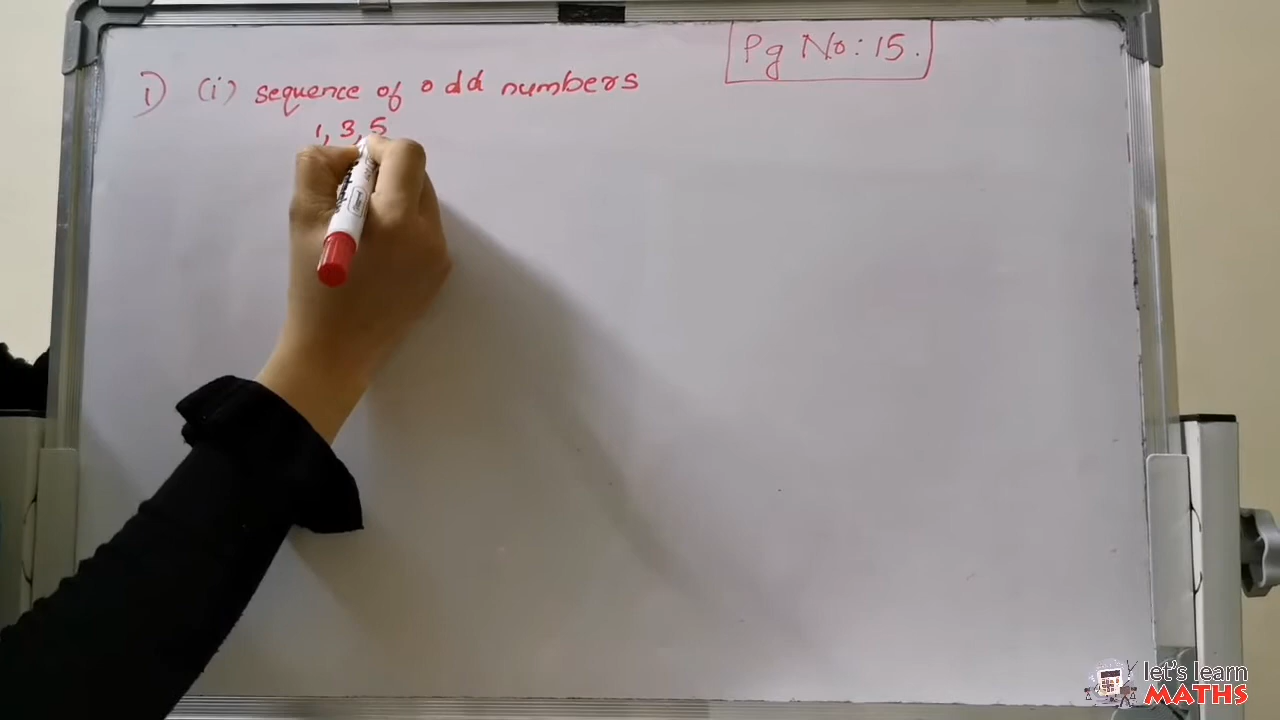 Pg No: 15.
1) (i) sequence of odd numbers
1, 3, 5
let's learn
MATHS